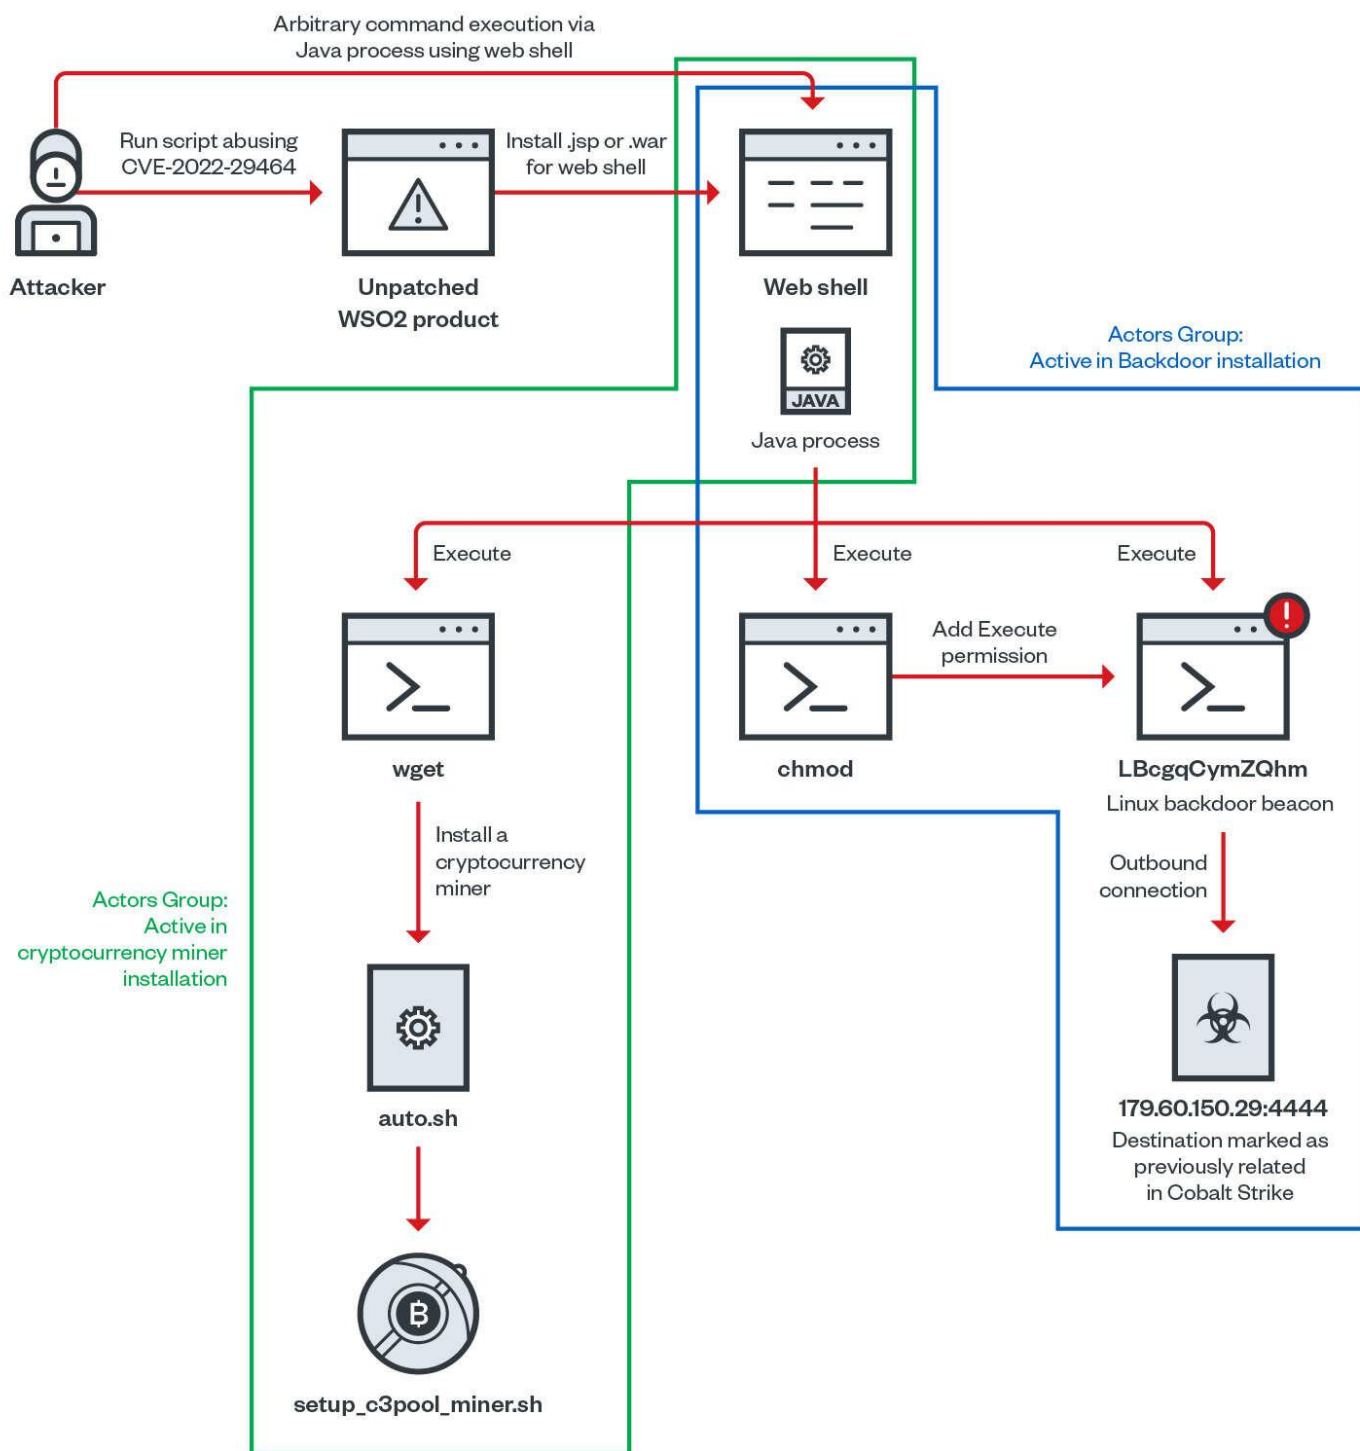 Arbitrary command execution via
Java process using web shell
Run script abusing
CVE-2022-29464
Install .jsp or .war
for web shell
Attacker
Unpatched
WSO2 product
Web shell
Actors Group:
Active in Backdoor installation
JAVA
Java process
Execute
Execute
Execute
Add Execute
permission
wget
chmod
LBcgqCymZQhm
Linux backdoor beacon
Install a
cryptocurrency
miner
Outbound
connection
Actors Group:
Active in
cryptocurrency miner
installation
auto.sh
179.60.150.29:4444
Destination marked as
previously related
in Cobalt Strike
B
setup_c3pool_miner.sh